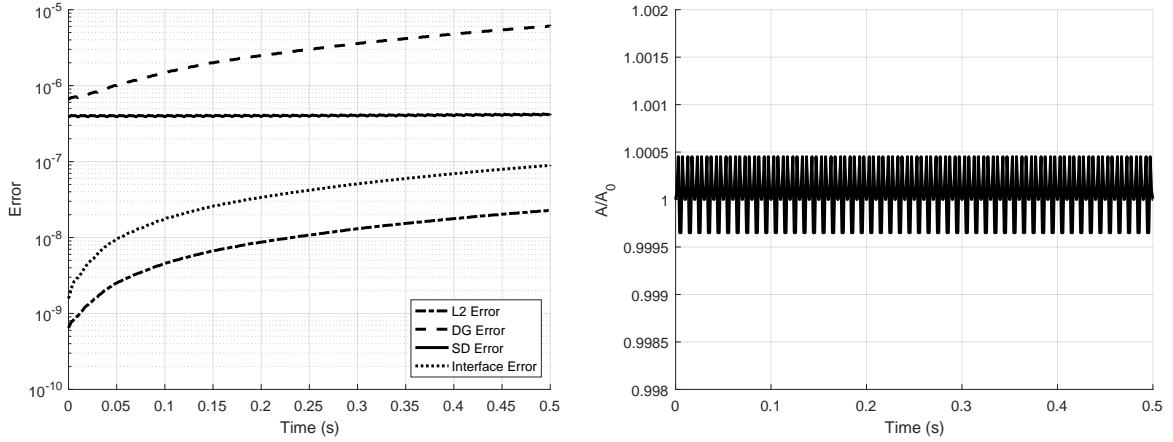 10^-5
10^-6
10^-7
10^-8
10^-9
10^-10
Error
0 0.05 0.1 0.15 0.2 0.25 0.3 0.35 0.4 0.45 0.5
Time (s)
L2 Error
DG Error
SD Error
Interface Error
1.002
1.0015
1.001
1.0005
1
0.9995
0.999
0.9985
0.998
A/A_0
0 0.1 0.2 0.3 0.4 0.5
Time (s)